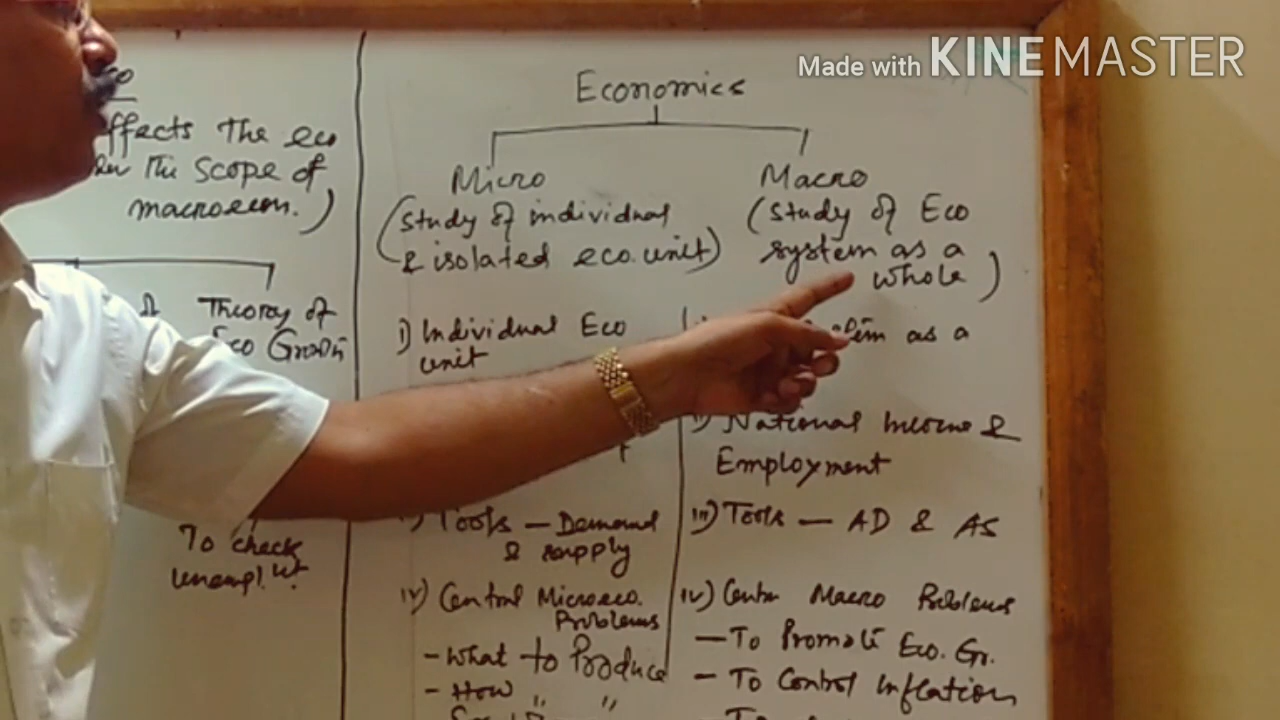 Made with KINEMASTER
effects The eco
The scope of
macroecon.)
Theory of
Eco Growth
To check
unempl.
Economics
Micro
(Study of individual
& isolated eco. unit)
i) Individual Eco
unit
Tools — Demand
& supply
iv) Central Microeco.
Problems
- What to Produce
- How " "
Macro
(Study of Eco
system as a
whole)
as a
ii) National Income &
Employment
iii) Tools — AD & AS
iv) Macro Problems
— To Promote Eco. Gr.
— To Control Inflation